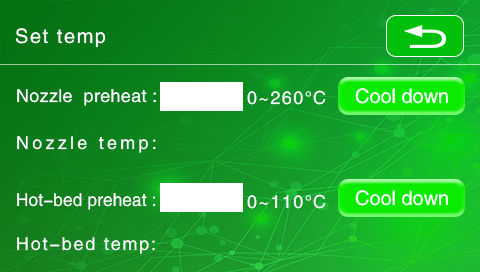 Set temp
Nozzle preheat : 0~260°C Cool down
Nozzle temp:
Hot-bed preheat : 0~110°C Cool down
Hot-bed temp: